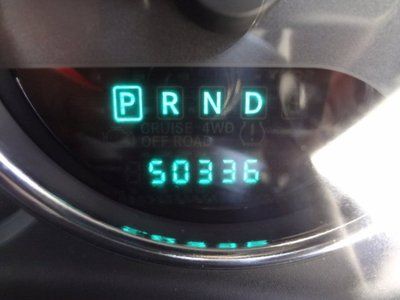 P R N D
CRUISE 4WD
OFF ROAD
50336